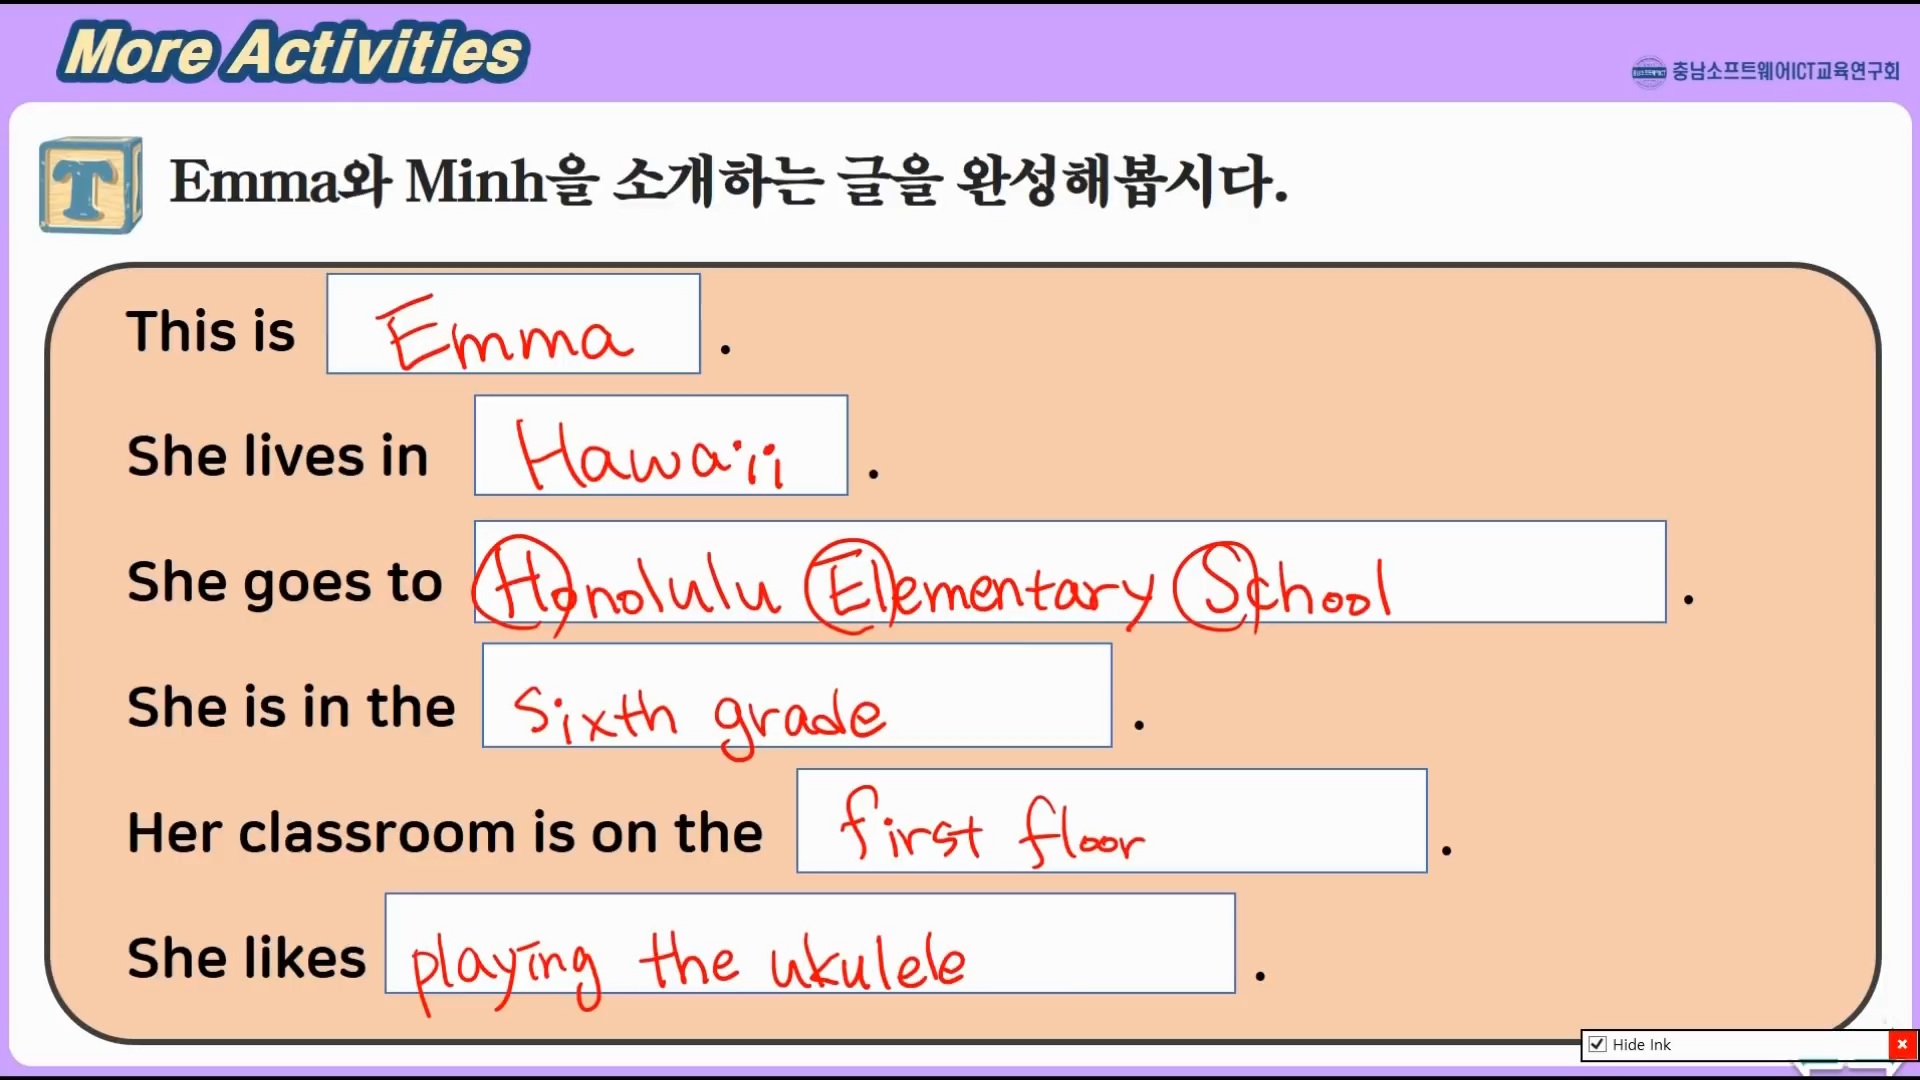 More Activities
충남소프트웨어ICT교육연구회
T
Emma와 Minh을 소개하는 글을 완성해봅시다.
This is Emma .
She lives in Hawaii .
She goes to Honolulu Elementary School .
She is in the sixth grade .
Her classroom is on the first floor .
She likes playing the ukulele .
Hide Ink